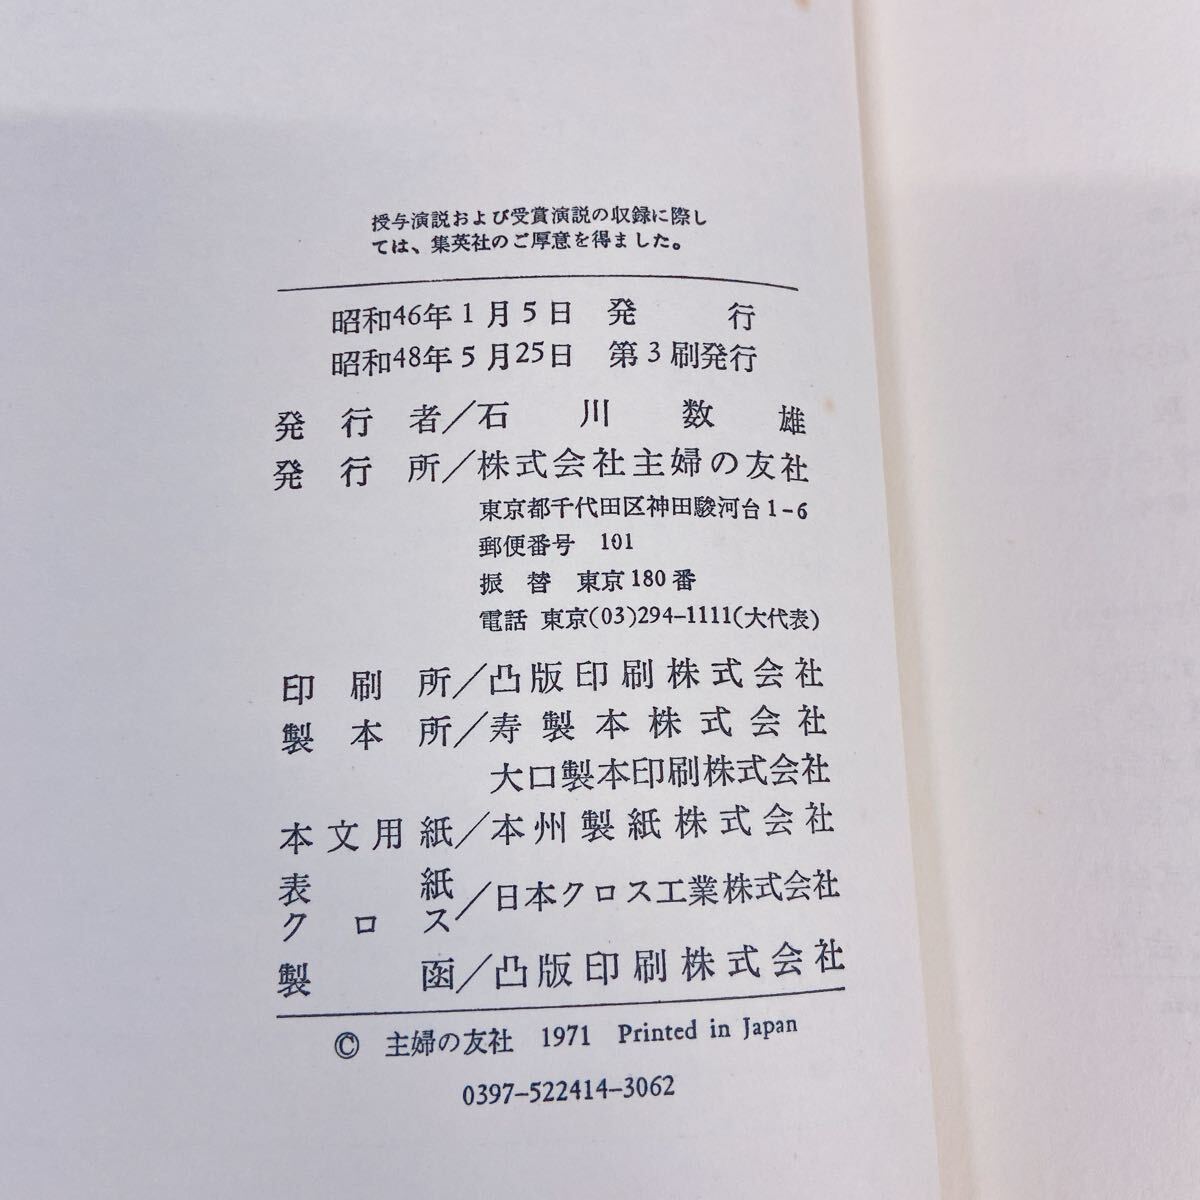 授与演説および受賞演説の収録に際し
ては、集英社のご厚意を得ました。
昭和46年1月5日 発行
昭和48年5月25日 第3刷発行
発行者／石川数雄
発行所／株式会社主婦の友社
東京都千代田区神田駿河台1-6
郵便番号 101
振替 東京180番
電話 東京(03)294-1111(大代表)
印刷所／凸版印刷株式会社
製本所／寿製本株式会社
大口製本印刷株式会社
本文用紙／本州製紙株式会社
表紙クロス／日本クロス工業株式会社
製函／凸版印刷株式会社
© 主婦の友社 1971 Printed in Japan
0397-522414-3062